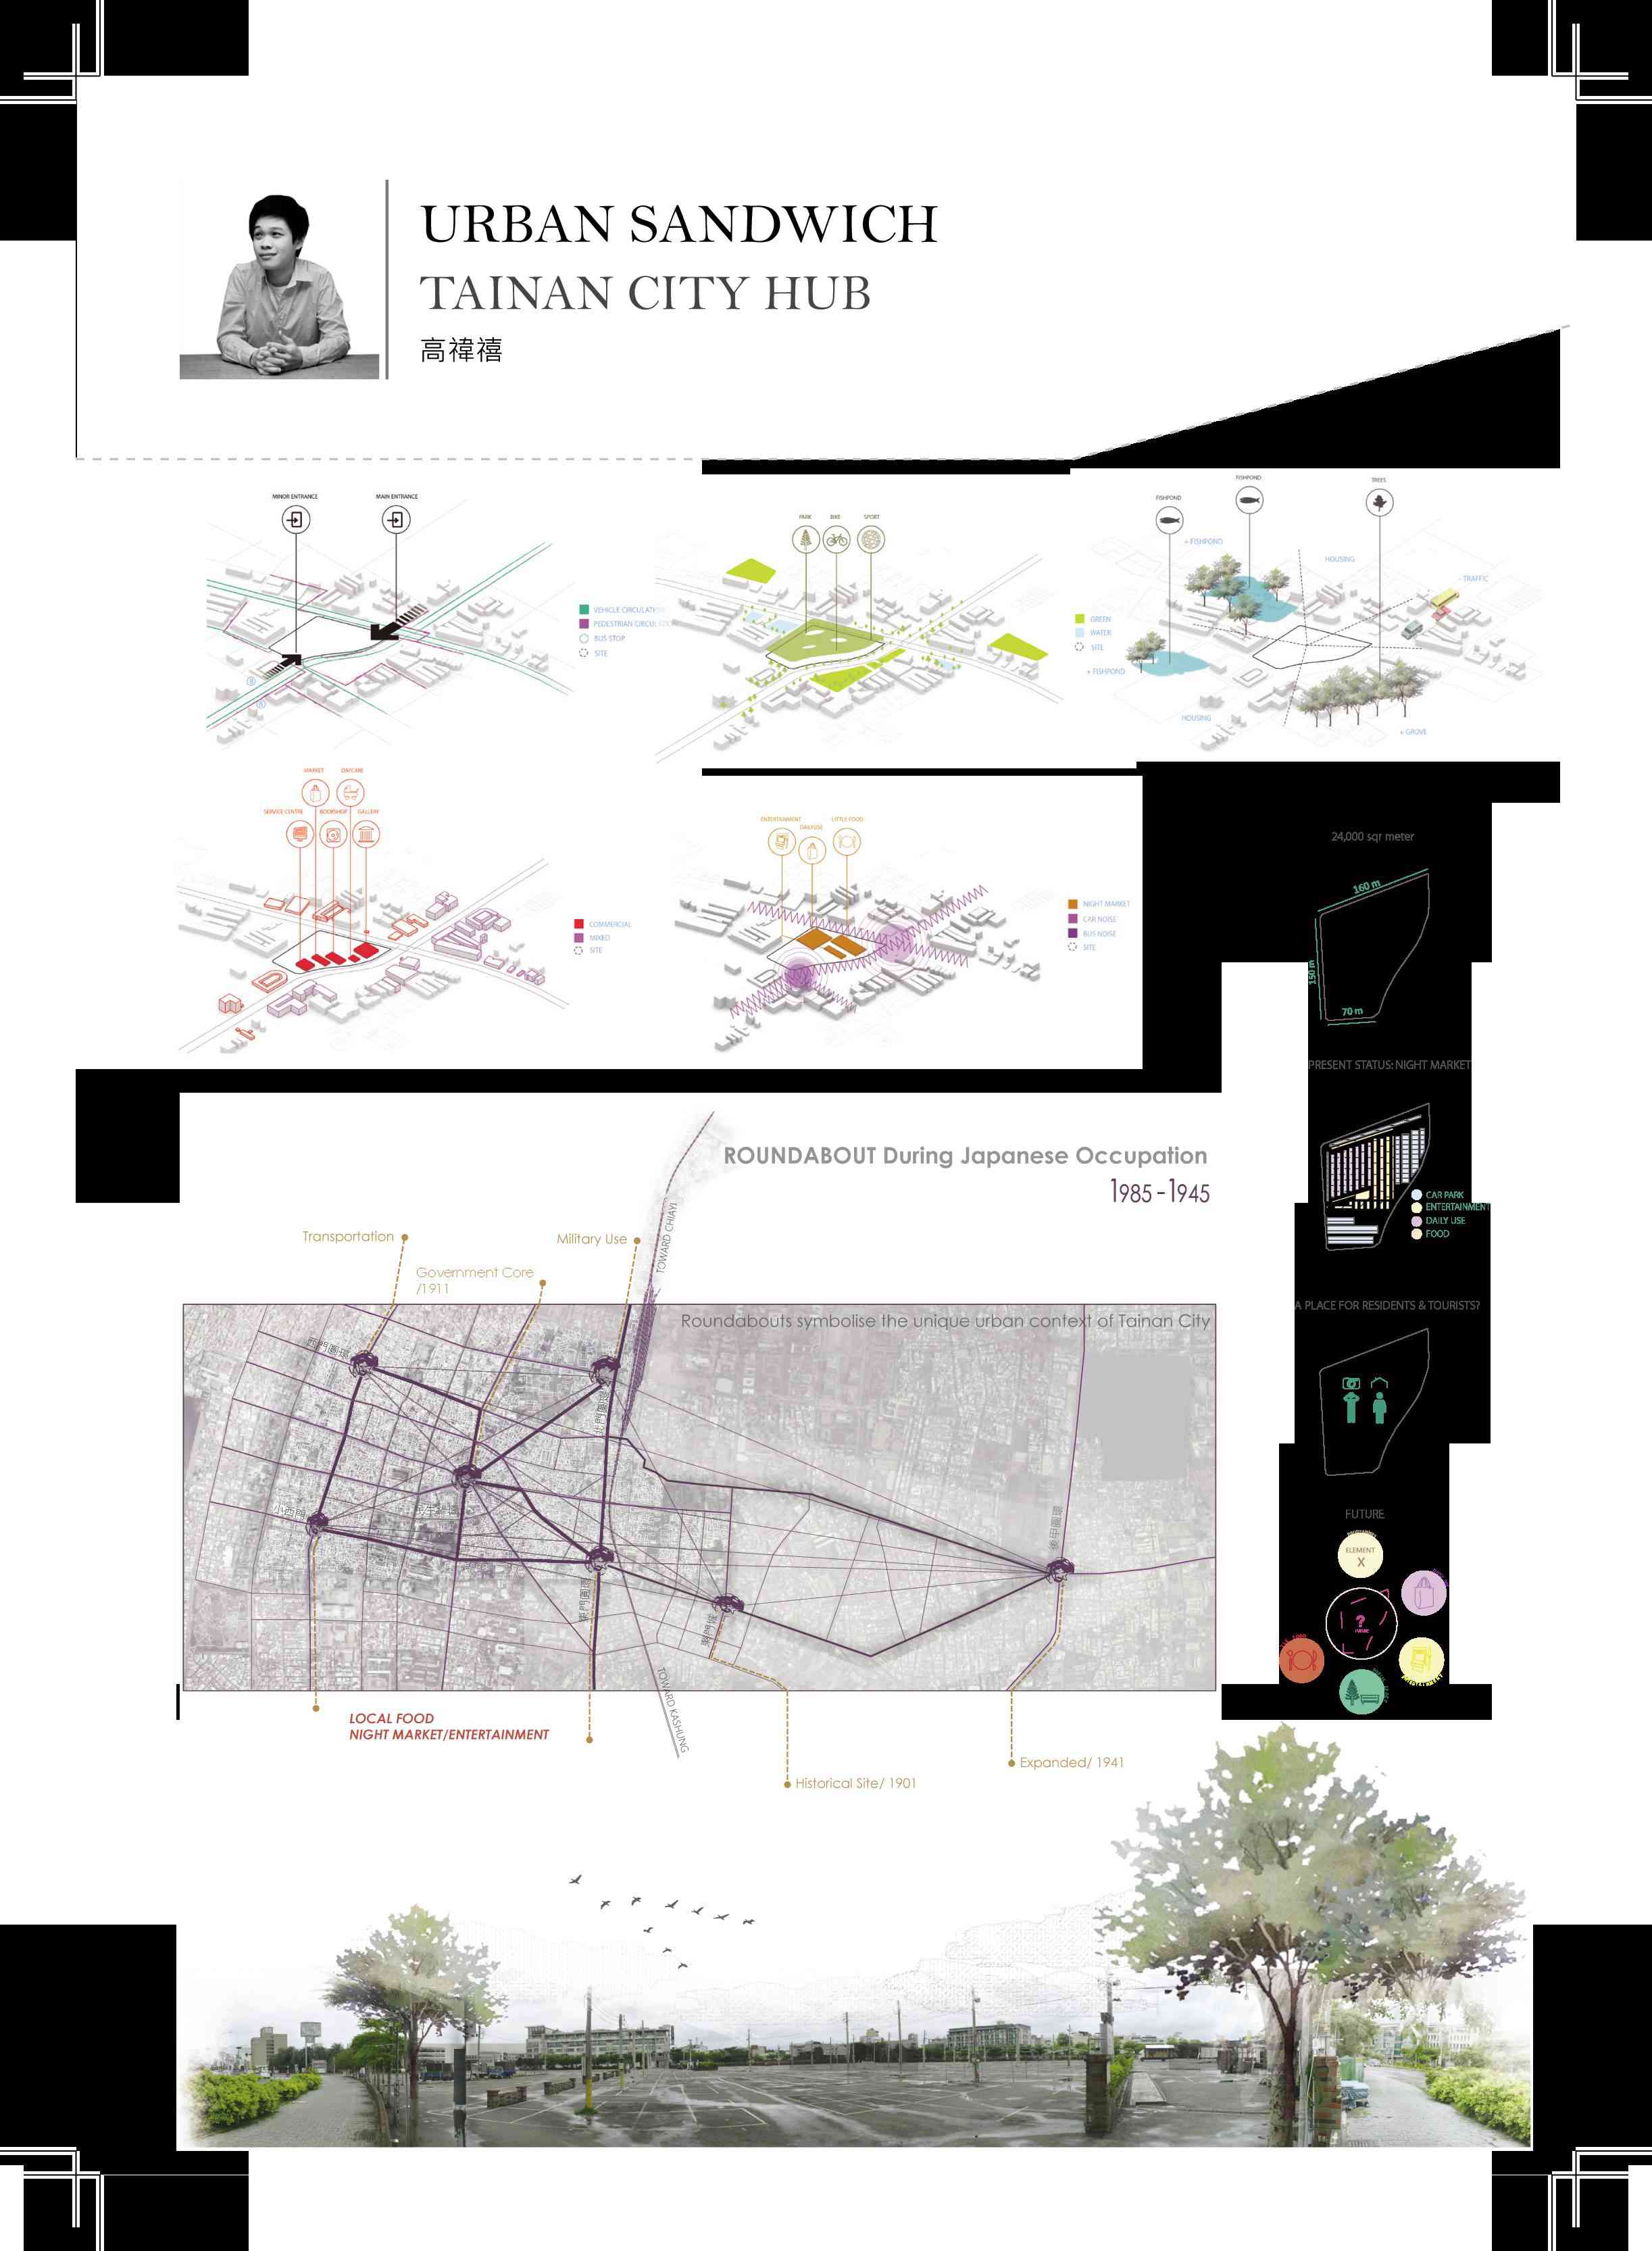 URBAN SANDWICH
TAINAN CITY HUB
高禕禧
MINOR ENTRANCE
MAIN ENTRANCE
VEHICLE CIRCULATION
PEDESTRIAN CIRCULATION
BUS STOP
SITE
PARK
BIKE
SPORT
GREEN
WATER
SITE
FISHPOND
FISHPOND
TREES
+ FISHPOND
HOUSING
- TRAFFIC
+ FISHPOND
HOUSING
+ GROVE
MARKET
DAYCARE
SERVICE CENTRE
BOOKSHOP
GALLERY
COMMERCIAL
MIXED
SITE
ENTERTAINMENT
DAILYUSE
LITTLE FOOD
NIGHT MARKET
CAR NOISE
BUS NOISE
SITE
24,000 sqr meter
160 m
150 m
70 m
PRESENT STATUS: NIGHT MARKET
CAR PARK
ENTERTAINMENT
DAILY USE
FOOD
A PLACE FOR RESIDENTS & TOURISTS?
FUTURE
ELEMENT
X
?
FUTURE
ROUNDABOUT During Japanese Occupation
1985 - 1945
Transportation
Military Use
Government Core
/1911
TOWARD CHIAYI
Roundabouts symbolise the unique urban context of Tainan City
西門圓環
北門圓環
小西門
民生綠園
東門圓環
東門城
後甲圓環
TOWARD KASHUNG
LOCAL FOOD
NIGHT MARKET/ENTERTAINMENT
Historical Site/ 1901
Expanded/ 1941